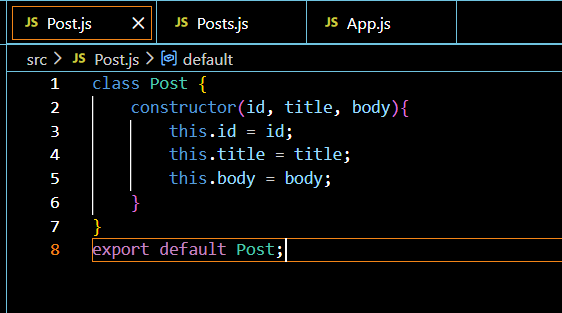 JS Post.js × JS Posts.js JS App.js
src > JS Post.js > default
1 class Post {
2 constructor(id, title, body){
3 this.id = id;
4 this.title = title;
5 this.body = body;
6 }
7 }
8 export default Post;